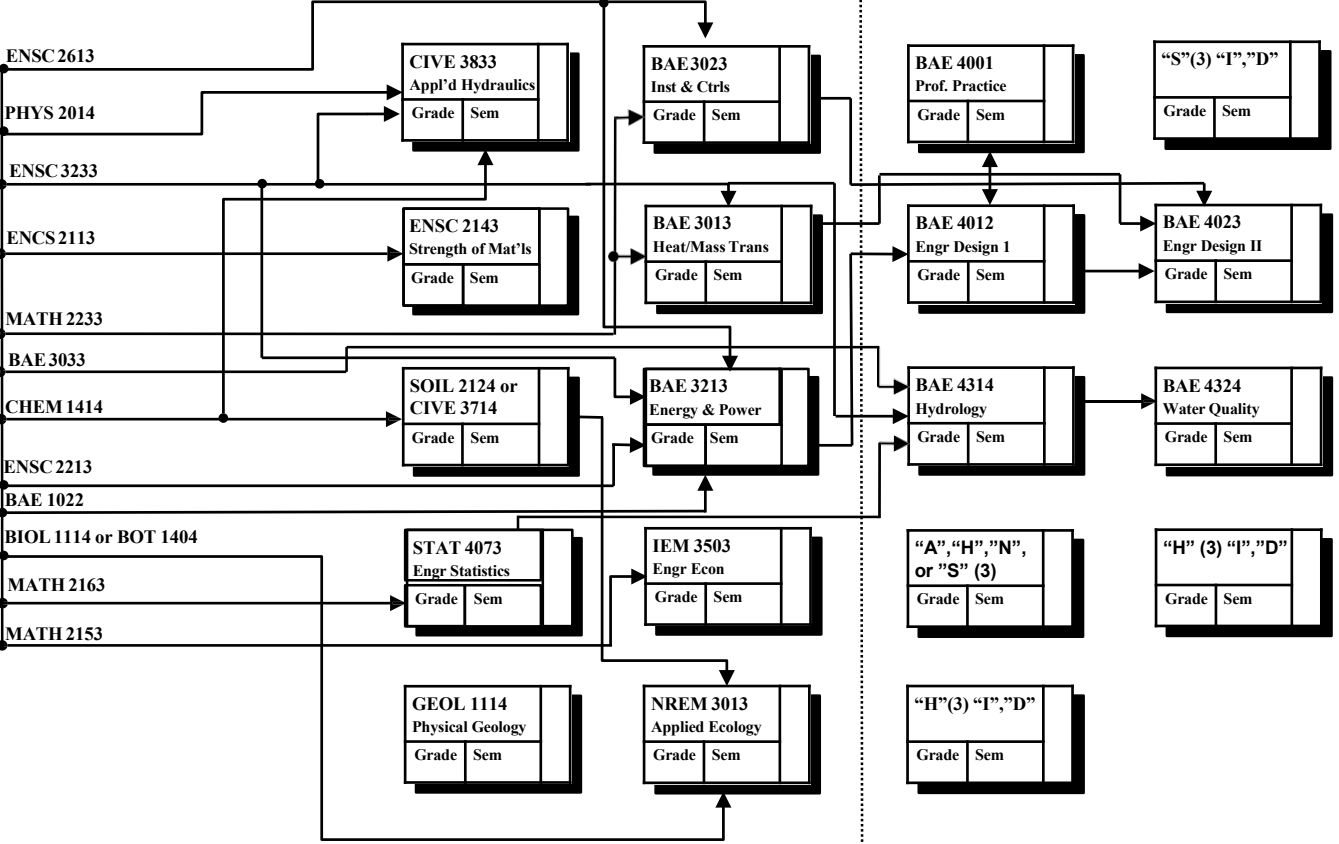 ENSC 2613
PHYS 2014
ENSC 3233
ENCS 2113
MATH 2233
BAE 3033
CHEM 1414
ENSC 2213
BAE 1022
BIOL 1114 or BOT 1404
MATH 2163
MATH 2153
CIVE 3833
Appl'd Hydraulics
Grade Sem
ENSC 2143
Strength of Mat'ls
Grade Sem
SOIL 2124 or
CIVE 3714
Grade Sem
STAT 4073
Engr Statistics
Grade Sem
GEOL 1114
Physical Geology
Grade Sem
BAE 3023
Inst & Ctrls
Grade Sem
BAE 3013
Heat/Mass Trans
Grade Sem
BAE 3213
Energy & Power
Grade Sem
IEM 3503
Engr Econ
Grade Sem
NREM 3013
Applied Ecology
Grade Sem
BAE 4001
Prof. Practice
Grade Sem
BAE 4012
Engr Design 1
Grade Sem
BAE 4314
Hydrology
Grade Sem
“A”,“H”,”N”,
or ”S” (3)
Grade Sem
“H”(3) “I”,”D”
Grade Sem
“S”(3) “I”,”D”
Grade Sem
BAE 4023
Engr Design II
Grade Sem
BAE 4324
Water Quality
Grade Sem
“H” (3) “I”,”D”
Grade Sem